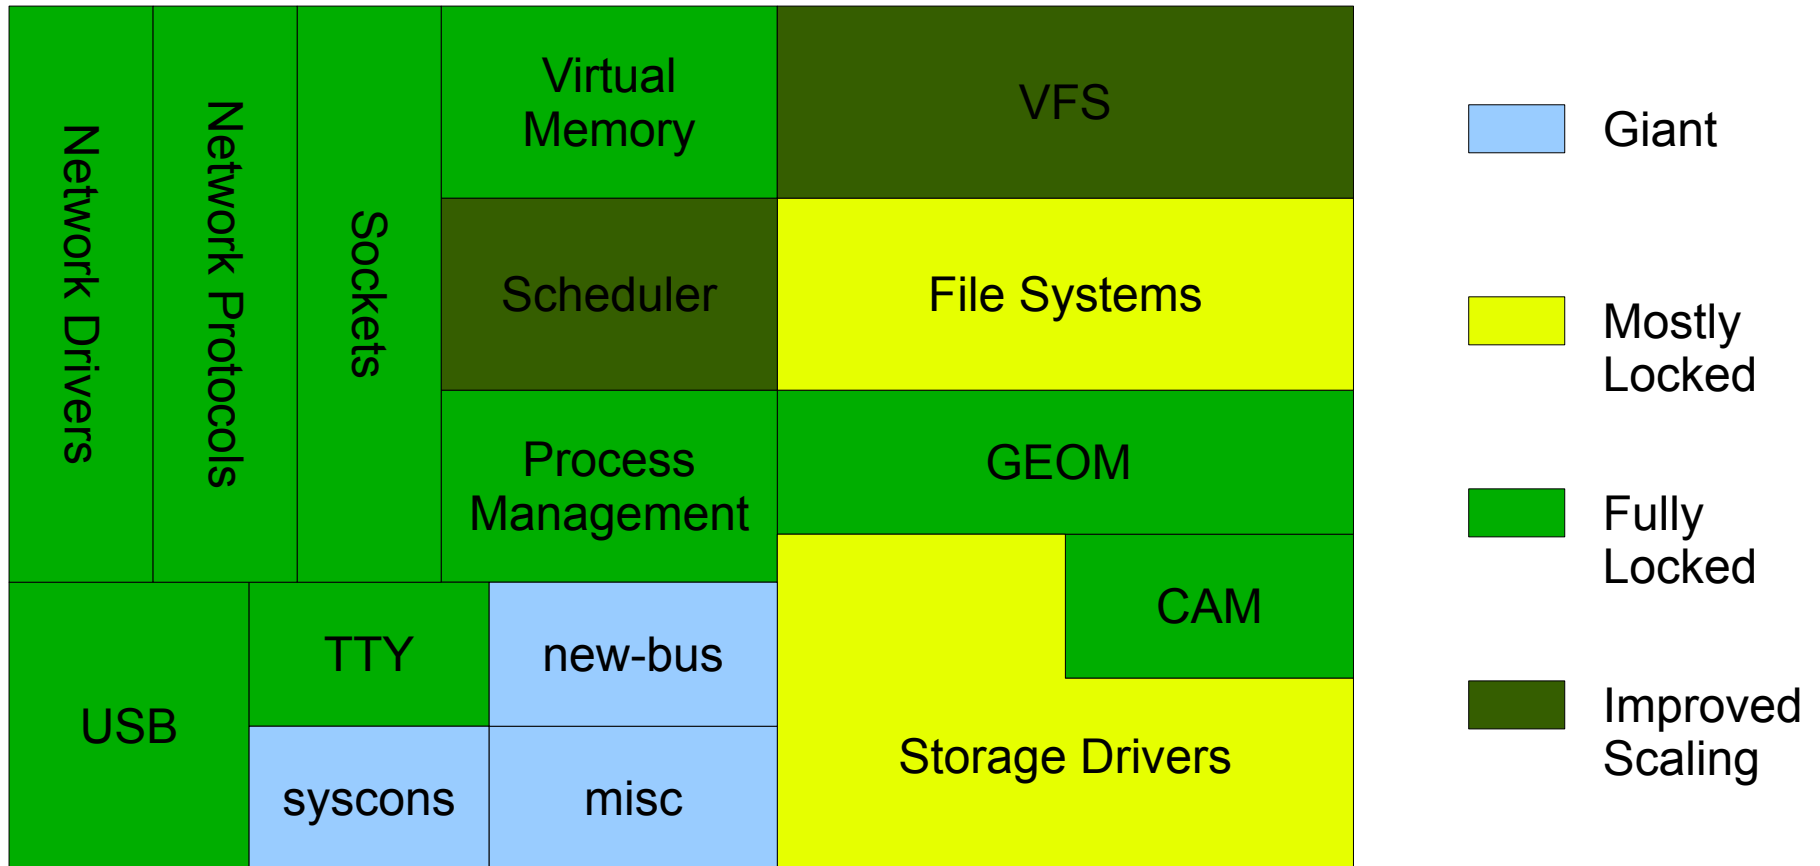 Network Drivers
Network Protocols
Sockets
Virtual
Memory
VFS
Scheduler
File Systems
Process
Management
GEOM
CAM
USB
TTY
new-bus
syscons
misc
Storage Drivers
Giant
Mostly
Locked
Fully
Locked
Improved
Scaling